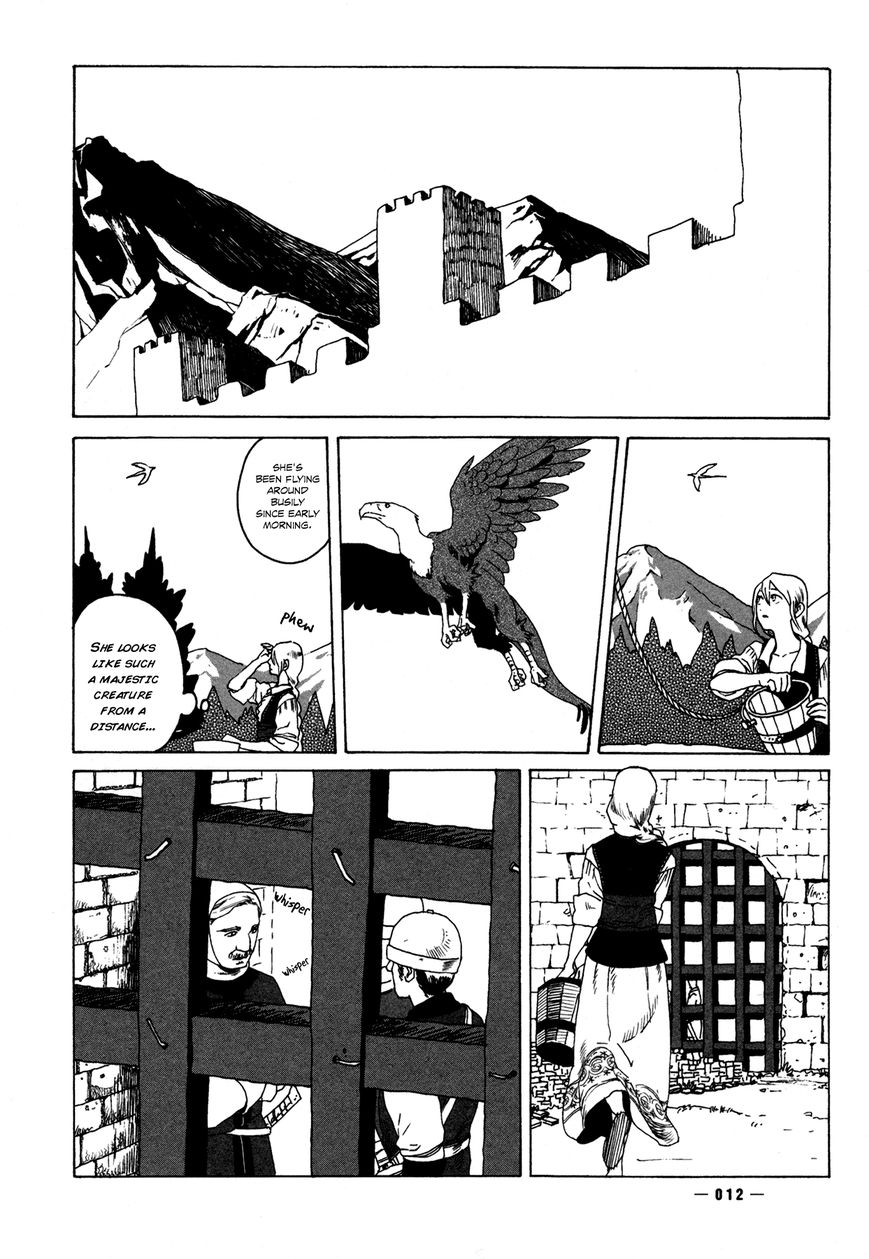 SHE'S
BEEN FLYING
AROUND
BUSILY
SINCE EARLY
MORNING.
phew
SHE LOOKS
LIKE SUCH
A MAJESTIC
CREATURE
FROM A
DISTANCE...
whisper
whisper
— 012 —